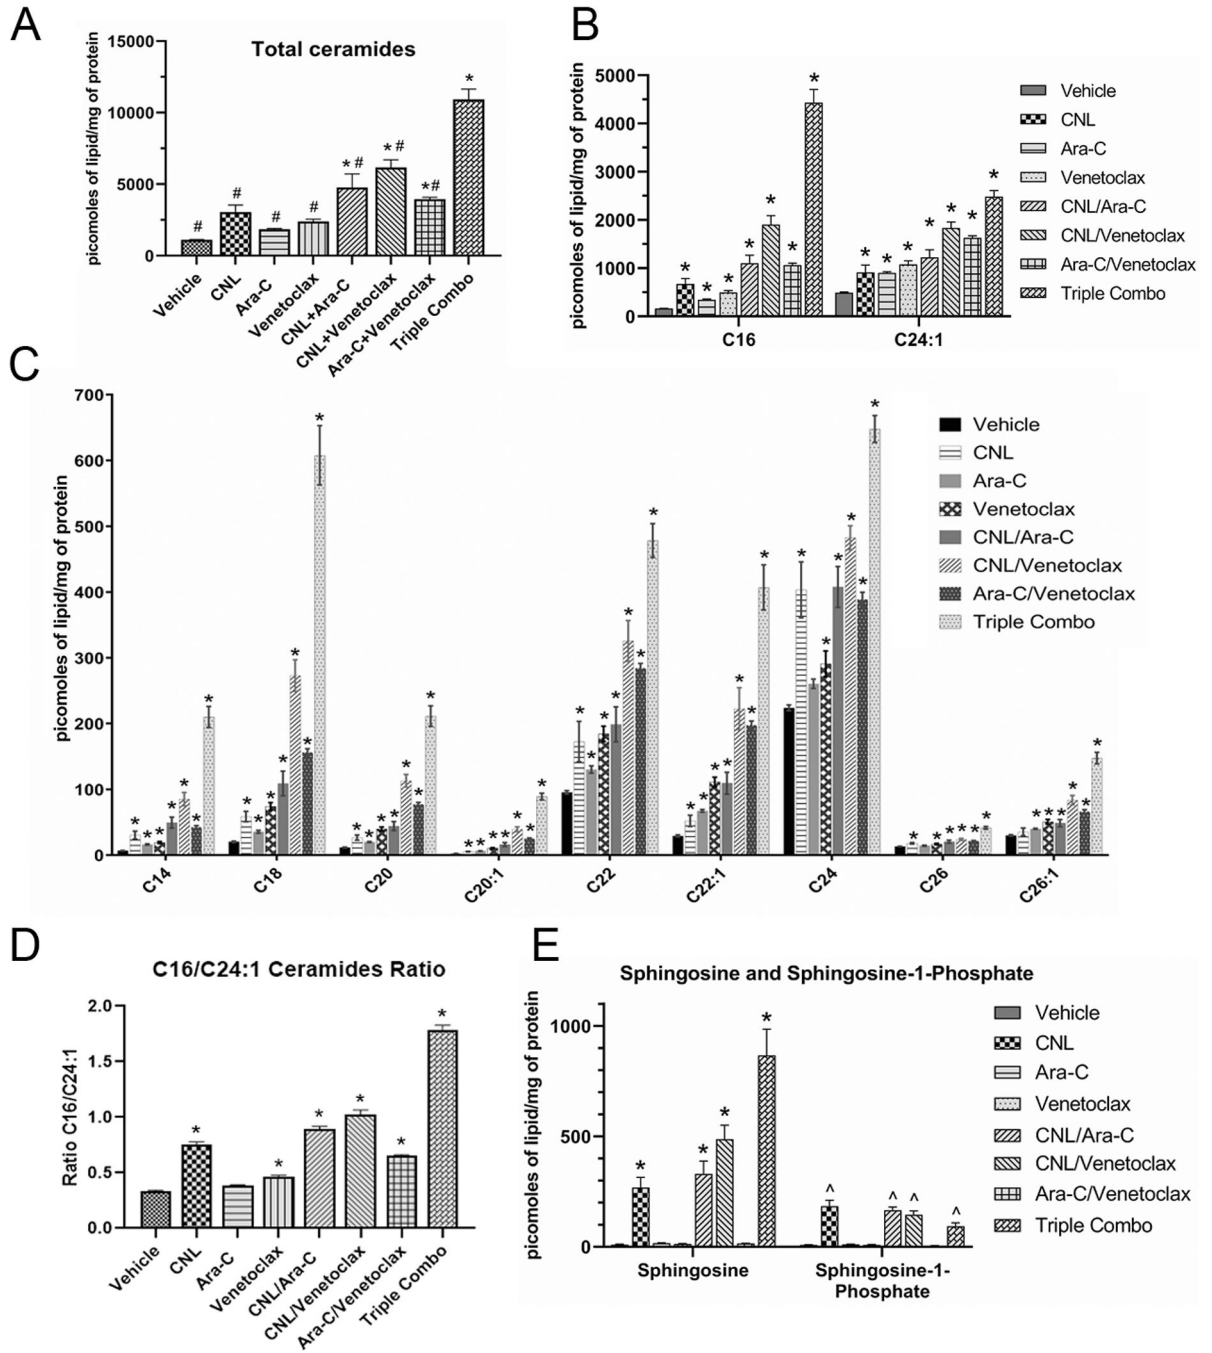 A
Total ceramides
picomoles of lipid/mg of protein
15000
10000
5000
0
#
#
#
#
* #
* #
*#
*
Vehicle
CNL
Ara-C
Venetoclax
CNL+Ara-C
CNL+Venetoclax
Ara-C+Venetoclax
Triple Combo
B
picomoles of lipid/mg of protein
5000
4000
3000
2000
1000
0
* * * * * * *
* * * * * * *
C16
C24:1
Vehicle
CNL
Ara-C
Venetoclax
CNL/Ara-C
CNL/Venetoclax
Ara-C/Venetoclax
Triple Combo
C
picomoles of lipid/mg of protein
700
600
500
400
300
200
100
0
* * * * * * *
* * * * * * *
* * * * * * *
* * * * * * *
* * * * * * *
* * * * * * *
* * * * * *
* * * * * * *
* * * * * *
C14
C18
C20
C20:1
C22
C22:1
C24
C26
C26:1
Vehicle
CNL
Ara-C
Venetoclax
CNL/Ara-C
CNL/Venetoclax
Ara-C/Venetoclax
Triple Combo
D
C16/C24:1 Ceramides Ratio
Ratio C16/C24:1
2.0
1.5
1.0
0.5
0.0
* * * * * *
Vehicle
CNL
Ara-C
Venetoclax
CNL/Ara-C
CNL/Venetoclax
Ara-C/Venetoclax
Triple Combo
E
Sphingosine and Sphingosine-1-Phosphate
picomoles of lipid/mg of protein
1000
500
0
* * * *
^ ^ ^ ^
Sphingosine
Sphingosine-1-
Phosphate
Vehicle
CNL
Ara-C
Venetoclax
CNL/Ara-C
CNL/Venetoclax
Ara-C/Venetoclax
Triple Combo